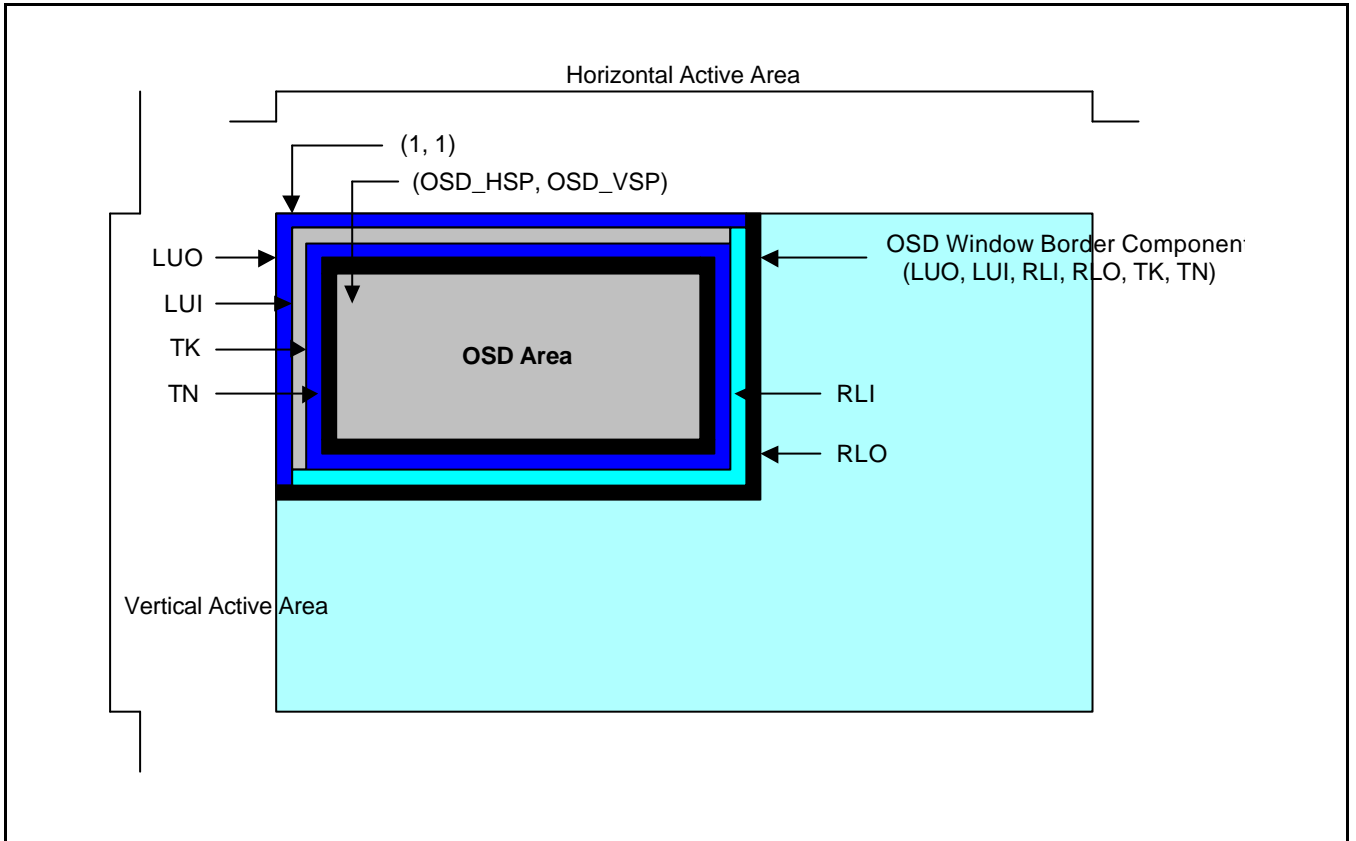 Horizontal Active Area
(1, 1)
(OSD_HSP, OSD_VSP)
LUO
OSD Window Border Componen
(LUO, LUI, RLI, RLO, TK, TN)
LUI
TK
OSD Area
TN
RLI
RLO
Vertical Active Area